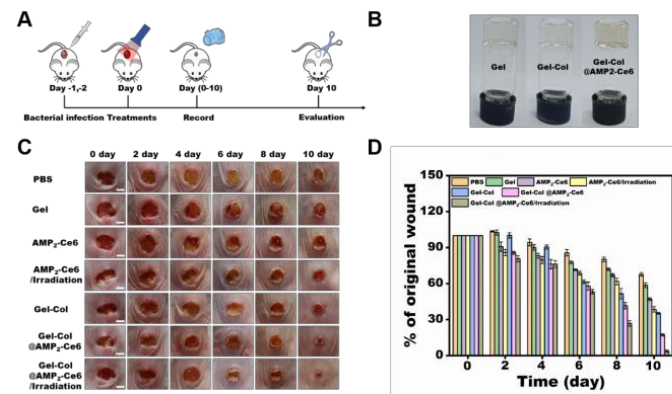 A
Day -1,-2
Day 0
Day (0-10)
Day 10
Bacterial infection
Treatments
Record
Evaluation
B
Gel
Gel-Col
Gel-Col
@AMP2-Ce6
C
0 day
2 day
4 day
6 day
8 day
10 day
PBS
Gel
AMP₂-Ce6
AMP₂-Ce6
/Irradiation
Gel-Col
Gel-Col
@AMP₂-Ce6
Gel-Col
@AMP₂-Ce6
/Irradiation
D
% of original wound
150
120
90
60
30
0
PBS
Gel
AMP₂-Ce6
AMP₂-Ce6/Irradiation
Gel-Col
Gel-Col @AMP₂-Ce6
Gel-Col @AMP₂-Ce6/Irradiation
0
2
4
6
8
10
Time (day)